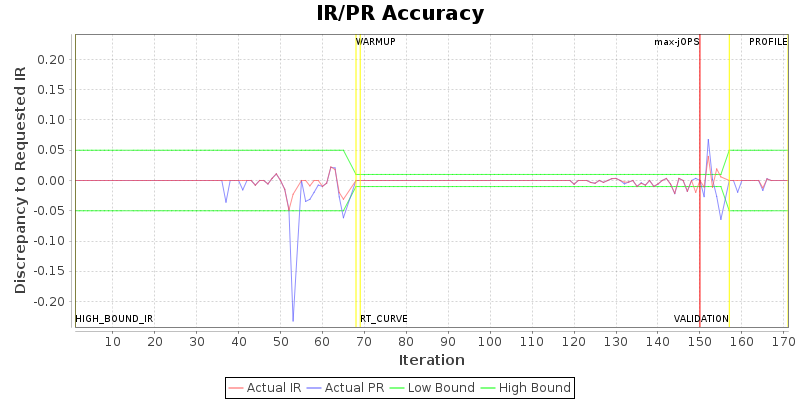 IR/PR Accuracy
Discrepancy to Requested IR
0.20
0.15
0.10
0.05
0.00
-0.05
-0.10
-0.15
-0.20
WARMUP
max-jOPS
PROFILE
HIGH_BOUND_IR
RT_CURVE
VALIDATION
10 20 30 40 50 60 70 80 90 100 110 120 130 140 150 160 170
Iteration
Actual IR Actual PR Low Bound High Bound